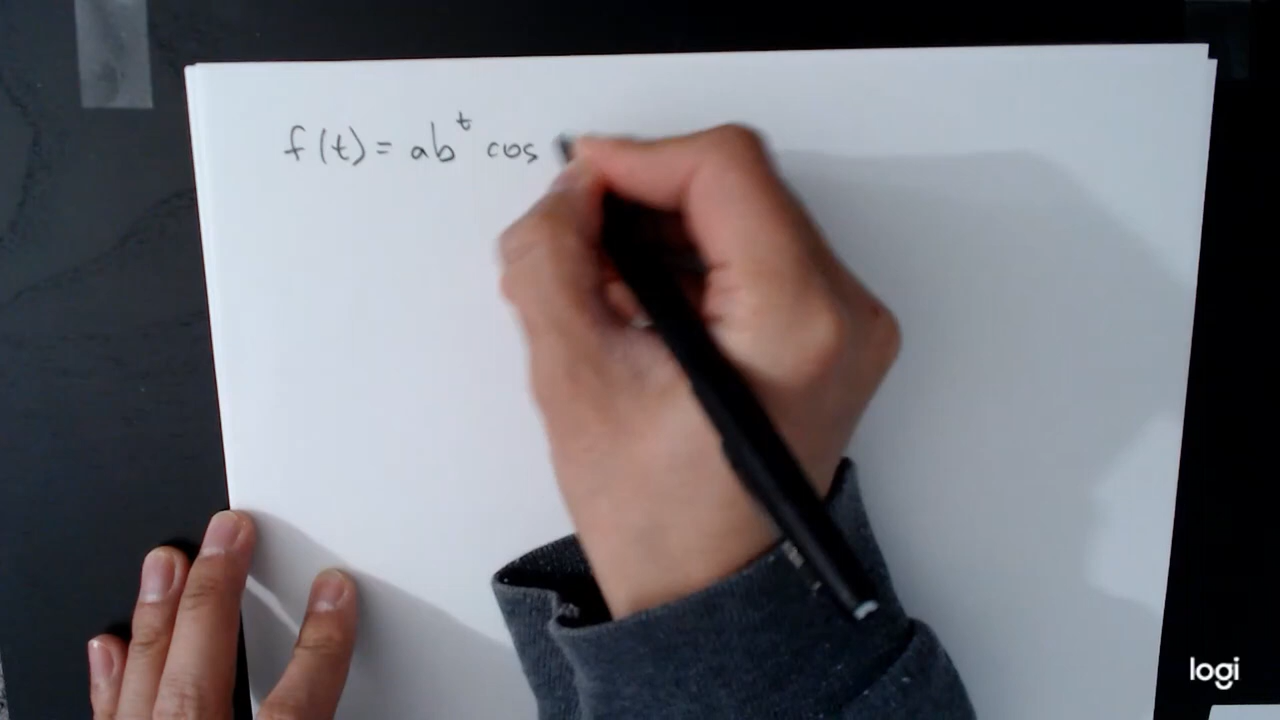 f(t) = ab^t cos
logi